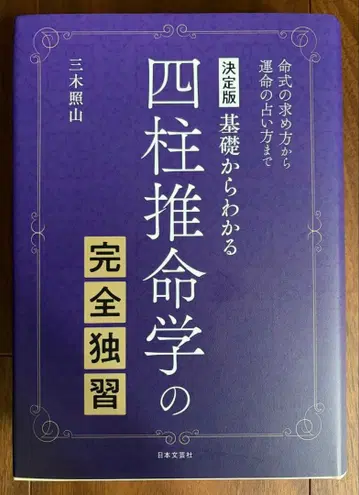 命式の求め方から
運命の占い方まで
決定版
基礎からわかる
四柱推命学の
完全独習
三木照山
日本文芸社